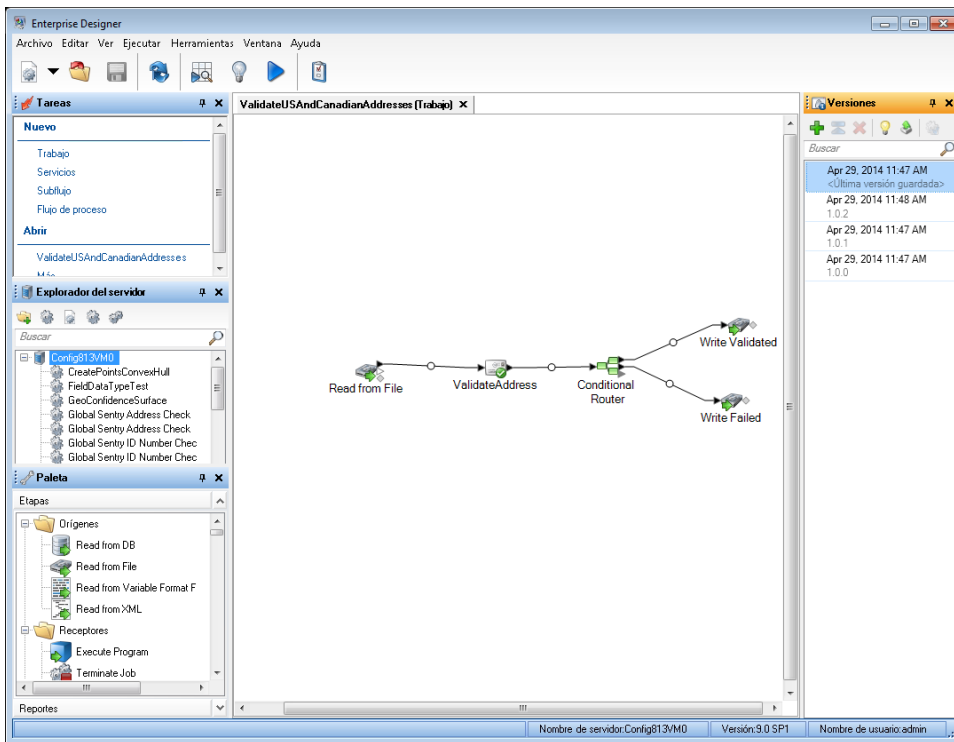 Enterprise Designer
Archivo Editar Ver Ejecutar Herramientas Ventana Ayuda
Tareas
Nuevo
Trabajo
Servicios
Subflujo
Flujo de proceso
Abrir
ValidateUSAndCanadianAddresses
Más
Explorador del servidor
Buscar
Config813VM0
CreatePointsConvexHull
FieldDataTypeTest
GeoConfidenceSurface
Global Sentry Address Check
Global Sentry Address Check
Global Sentry ID Number Chec
Global Sentry ID Number Chec
Paleta
Etapas
Orígenes
Read from DB
Read from File
Read from Variable Format F
Read from XML
Receptores
Execute Program
Terminate Job
Reportes
ValidateUSAndCanadianAddresses (Trabajo)
Read from File
ValidateAddress
Conditional
Router
Write Validated
Write Failed
Versiones
Buscar
Apr 29, 2014 11:47 AM
<Última versión guardada>
Apr 29, 2014 11:48 AM
1.0.2
Apr 29, 2014 11:47 AM
1.0.1
Apr 29, 2014 11:47 AM
1.0.0
Nombre de servidor:Config813VM0
Versión:9.0 SP1
Nombre de usuario:admin